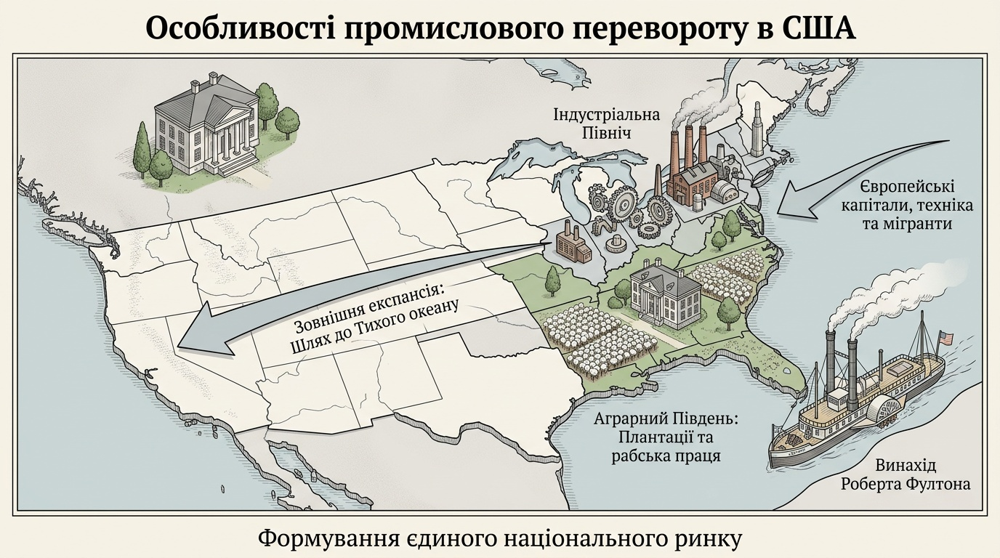 Особливості промислового перевороту в США
Індустріальна
Північ
Європейські
капітали, техніка
та мігранти
Зовнішня експансія:
Шлях до Тихого океану
Аграрний Південь:
Плантації та
рабська праця
Винахід
Роберта Фултона
Формування єдиного національного ринку